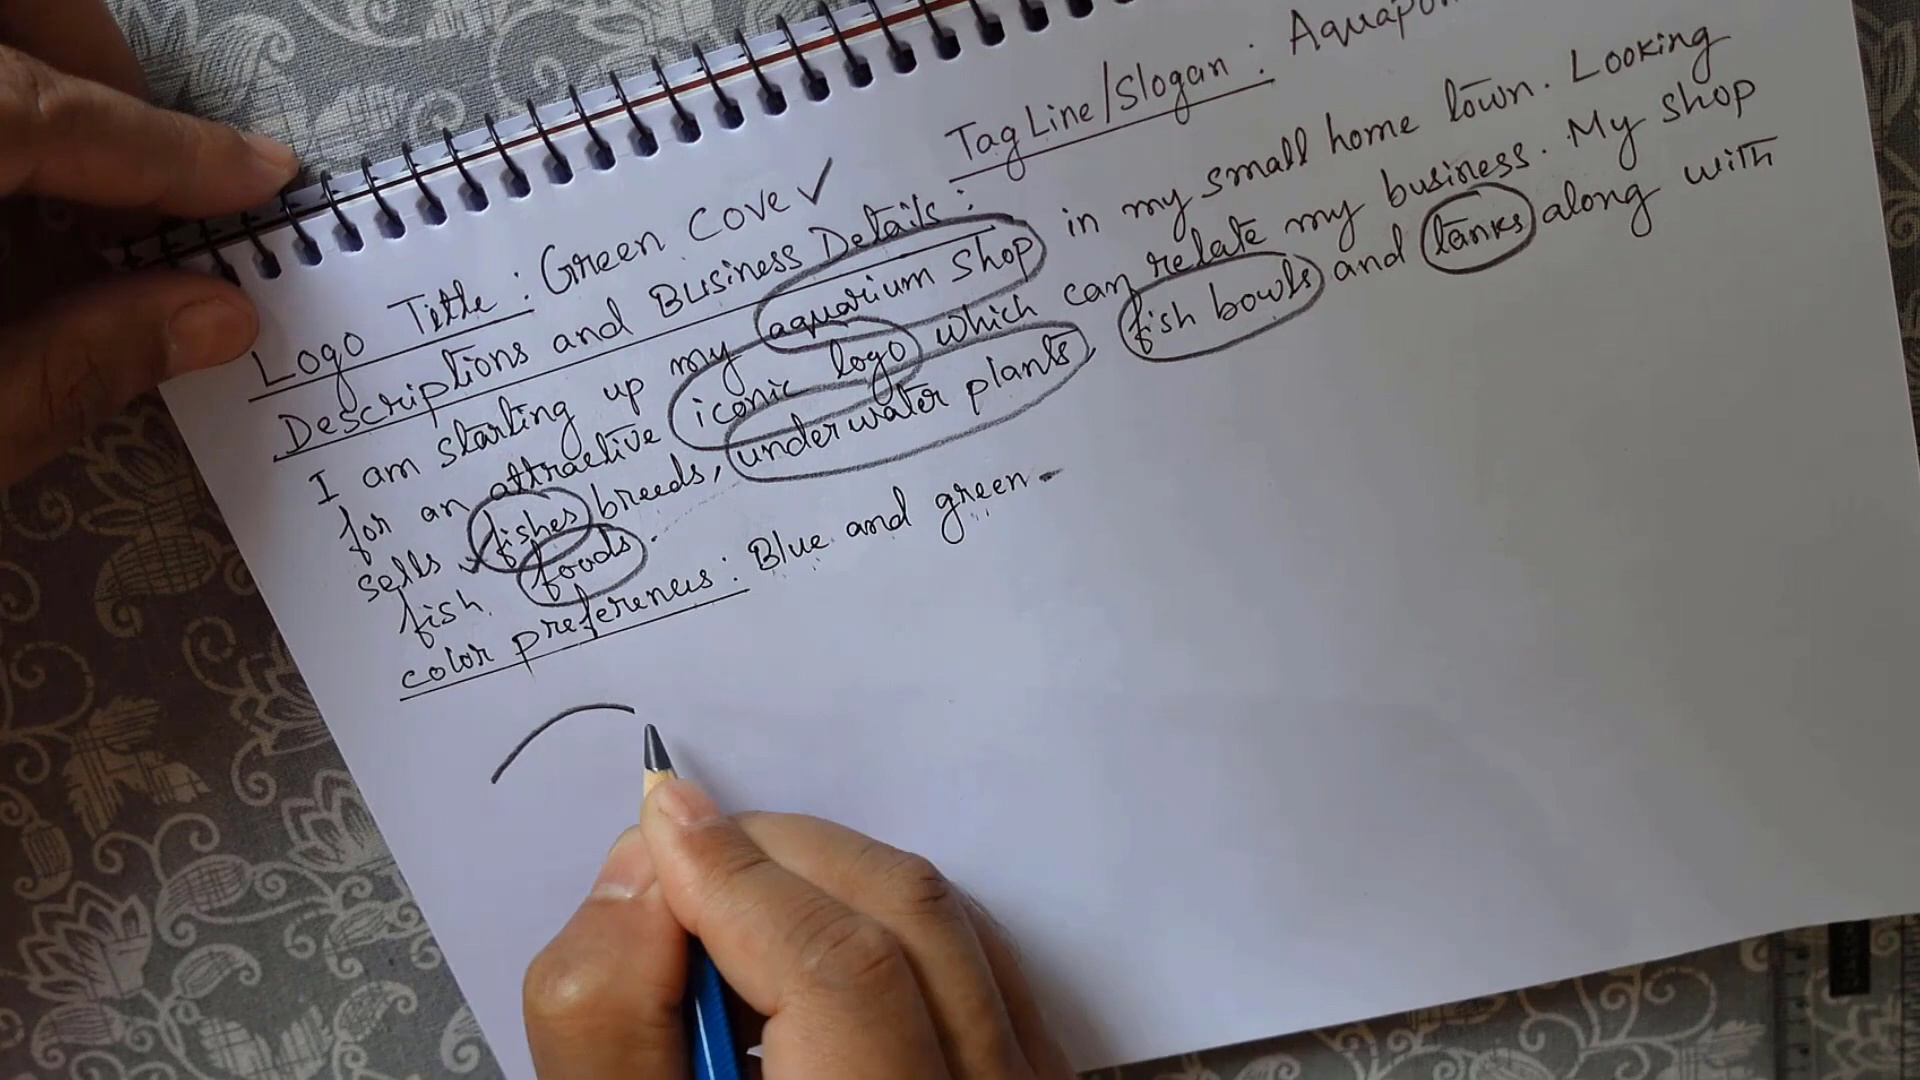 Logo Title : Green Cove ✓ Tag Line/Slogan :
Descriptions and Business Details :
I am starting up my aquarium shop in my small home town. Looking
for an attractive iconic logo which can relate my business. My shop
sells fishes breeds, under water plants, fish bowls and tanks along with
fish foods.
color preferences : Blue and green